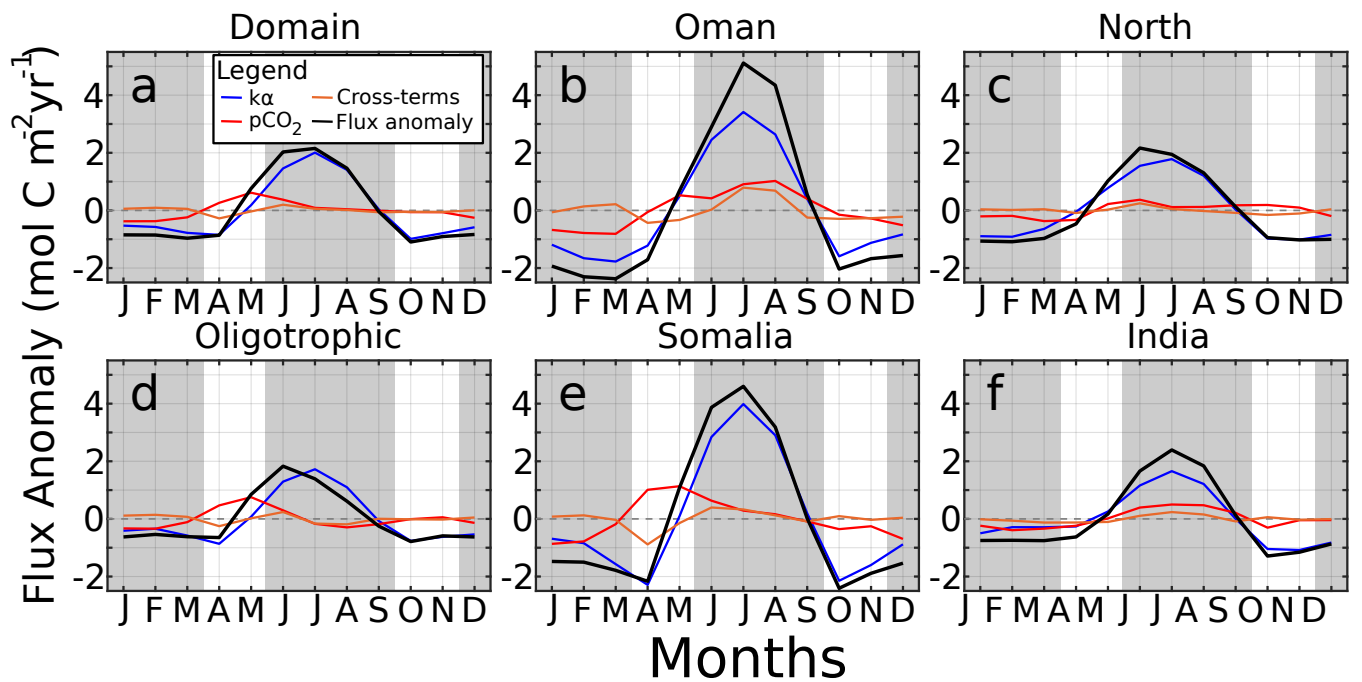 Domain
Oman
North
a
Legend
kα
Cross-terms
pCO2
Flux anomaly
b
c
4
2
0
-2
4
2
0
-2
4
2
0
-2
J F M A M J J A S O N D
J F M A M J J A S O N D
J F M A M J J A S O N D
Oligotrophic
Somalia
India
d
e
f
4
2
0
-2
4
2
0
-2
4
2
0
-2
J F M A M J J A S O N D
J F M A M J J A S O N D
J F M A M J J A S O N D
Flux Anomaly (mol C m-2yr-1)
Months